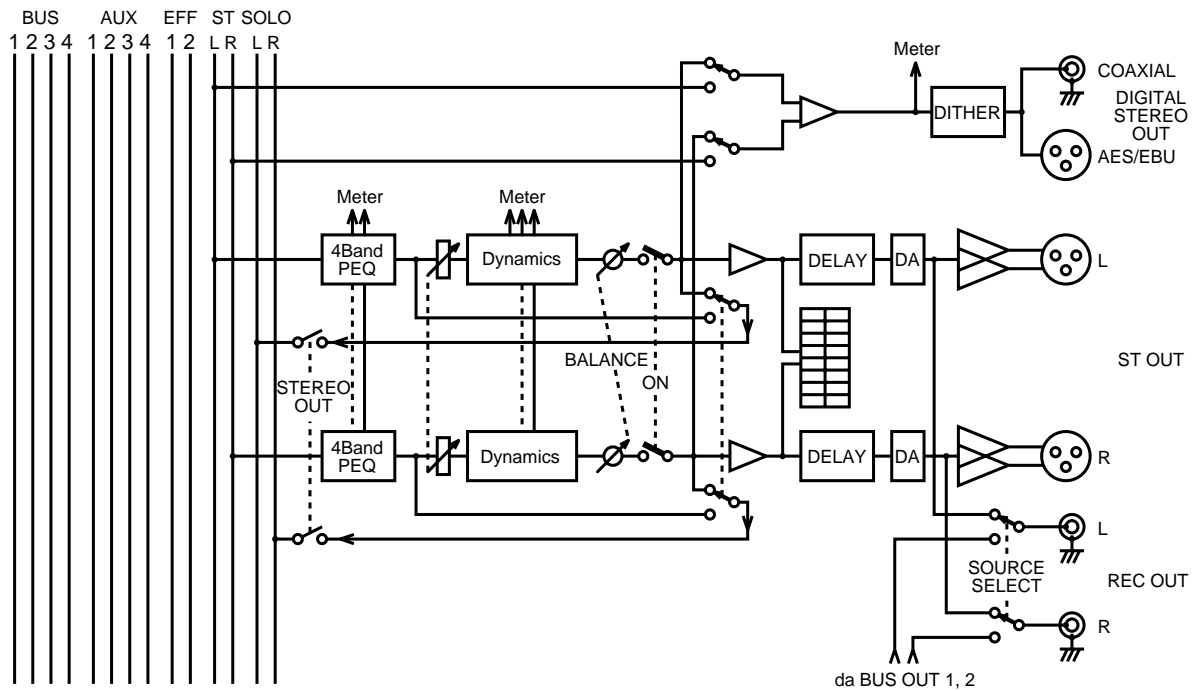 BUS AUX EFF ST SOLO
1 2 3 4 1 2 3 4 1 2 L R L R
Meter
COAXIAL
DIGITAL
STEREO
OUT
DITHER
AES/EBU
Meter
Meter
4Band
PEQ
Dynamics
DELAY
DA
L
BALANCE
ON
STEREO
OUT
ST OUT
4Band
PEQ
Dynamics
DELAY
DA
R
L
SOURCE
SELECT
REC OUT
R
da BUS OUT 1, 2